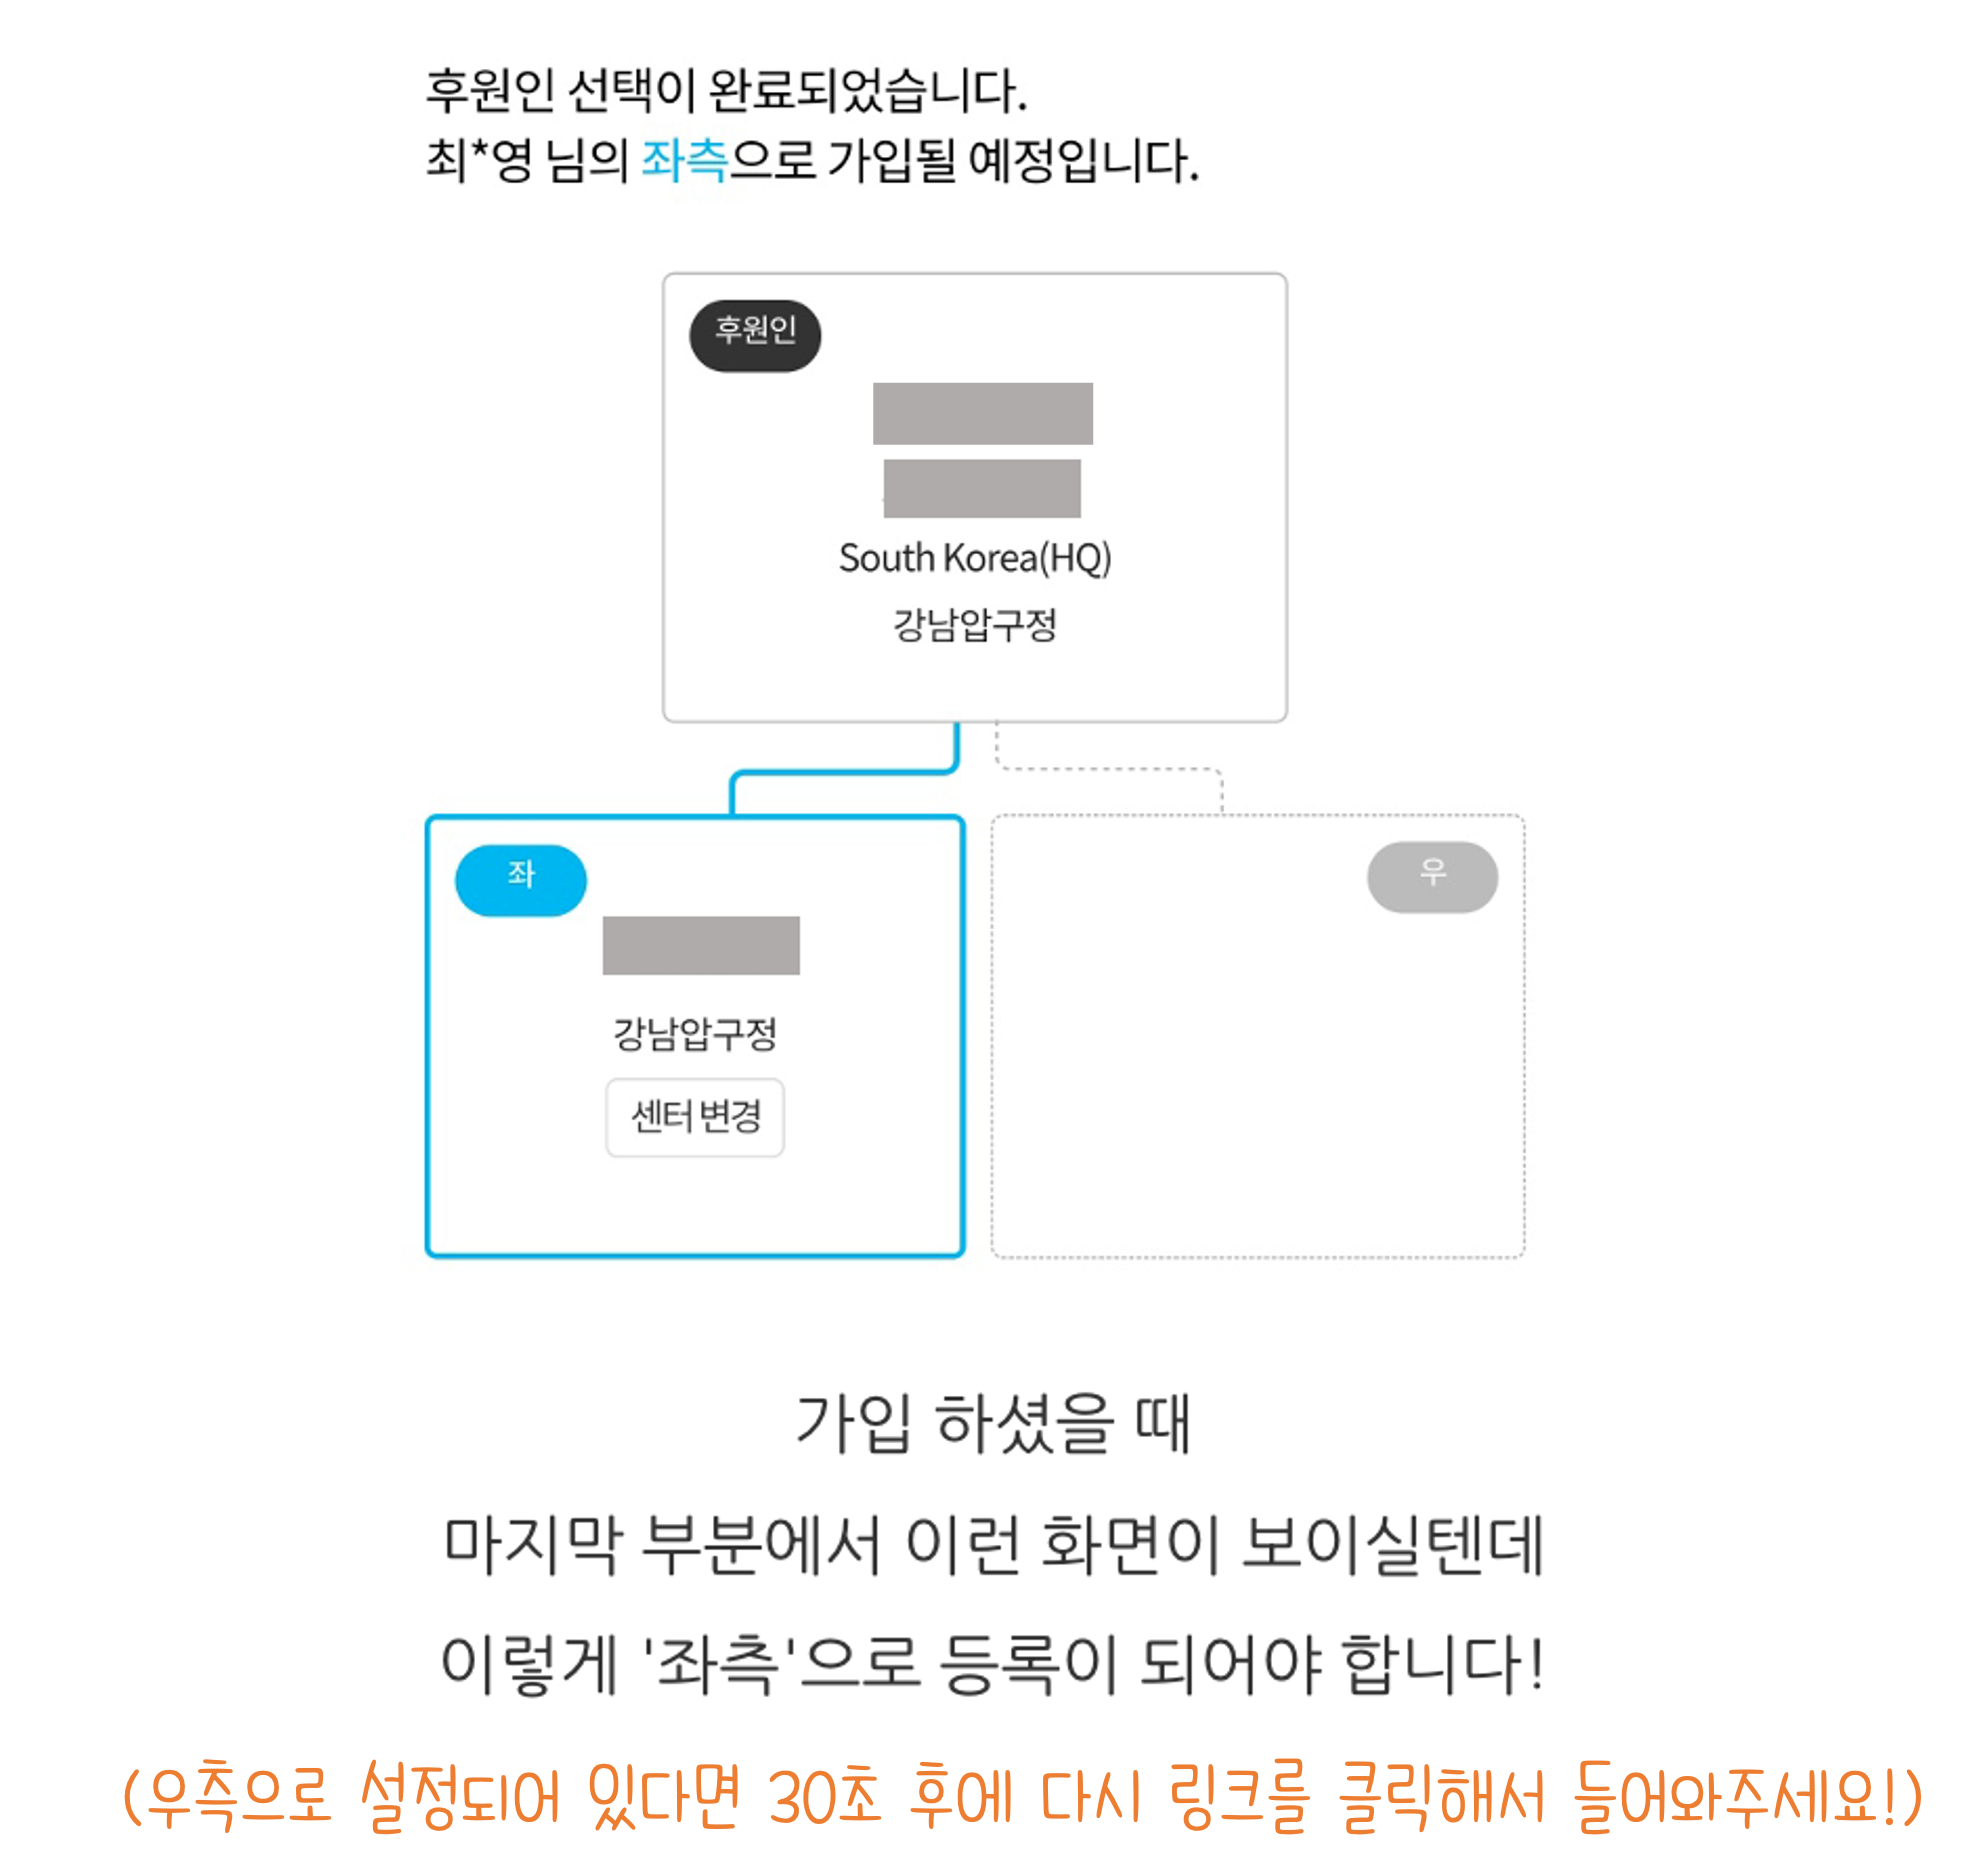 후원인 선택이 완료되었습니다.
최*영 님의 좌측으로 가입될 예정입니다.
후원인
South Korea(HQ)
강남압구정
좌
우
강남압구정
센터 변경
가입 하셨을 때
마지막 부분에서 이런 화면이 보이실텐데
이렇게 '좌측'으로 등록이 되어야 합니다!
(우측으로 설정되어 있다면 30초 후에 다시 링크를 클릭해서 들어와주세요!)